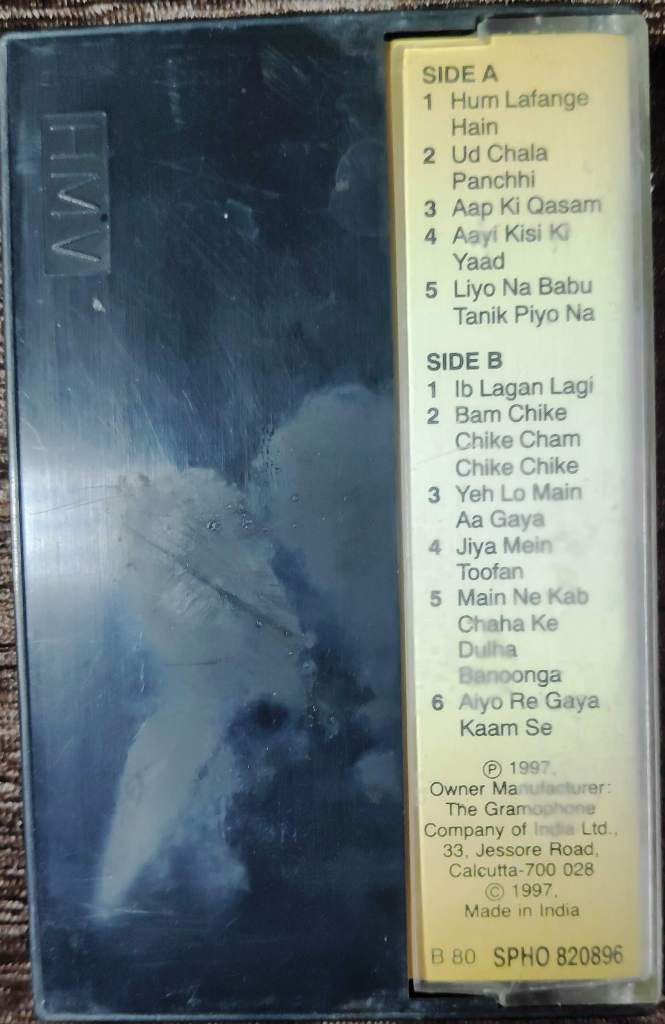 HMV
SIDE A
1 Hum Lafange
Hain
2 Ud Chala
Panchhi
3 Aap Ki Qasam
4 Aayi Kisi Ki
Yaad
5 Liyo Na Babu
Tanik Piyo Na
SIDE B
1 Ib Lagan Lagi
2 Bam Chike
Chike Cham
Chike Chike
3 Yeh Lo Main
Aa Gaya
4 Jiya Mein
Toofan
5 Main Ne Kab
Chaha Ke
Dulha
Banoonga
6 Aiyo Re Gaya
Kaam Se
Ⓟ 1997,
Owner Manufacturer:
The Gramophone
Company of India Ltd.,
33, Jessore Road,
Calcutta-700 028
© 1997,
Made in India
B 80 SPHO 820896